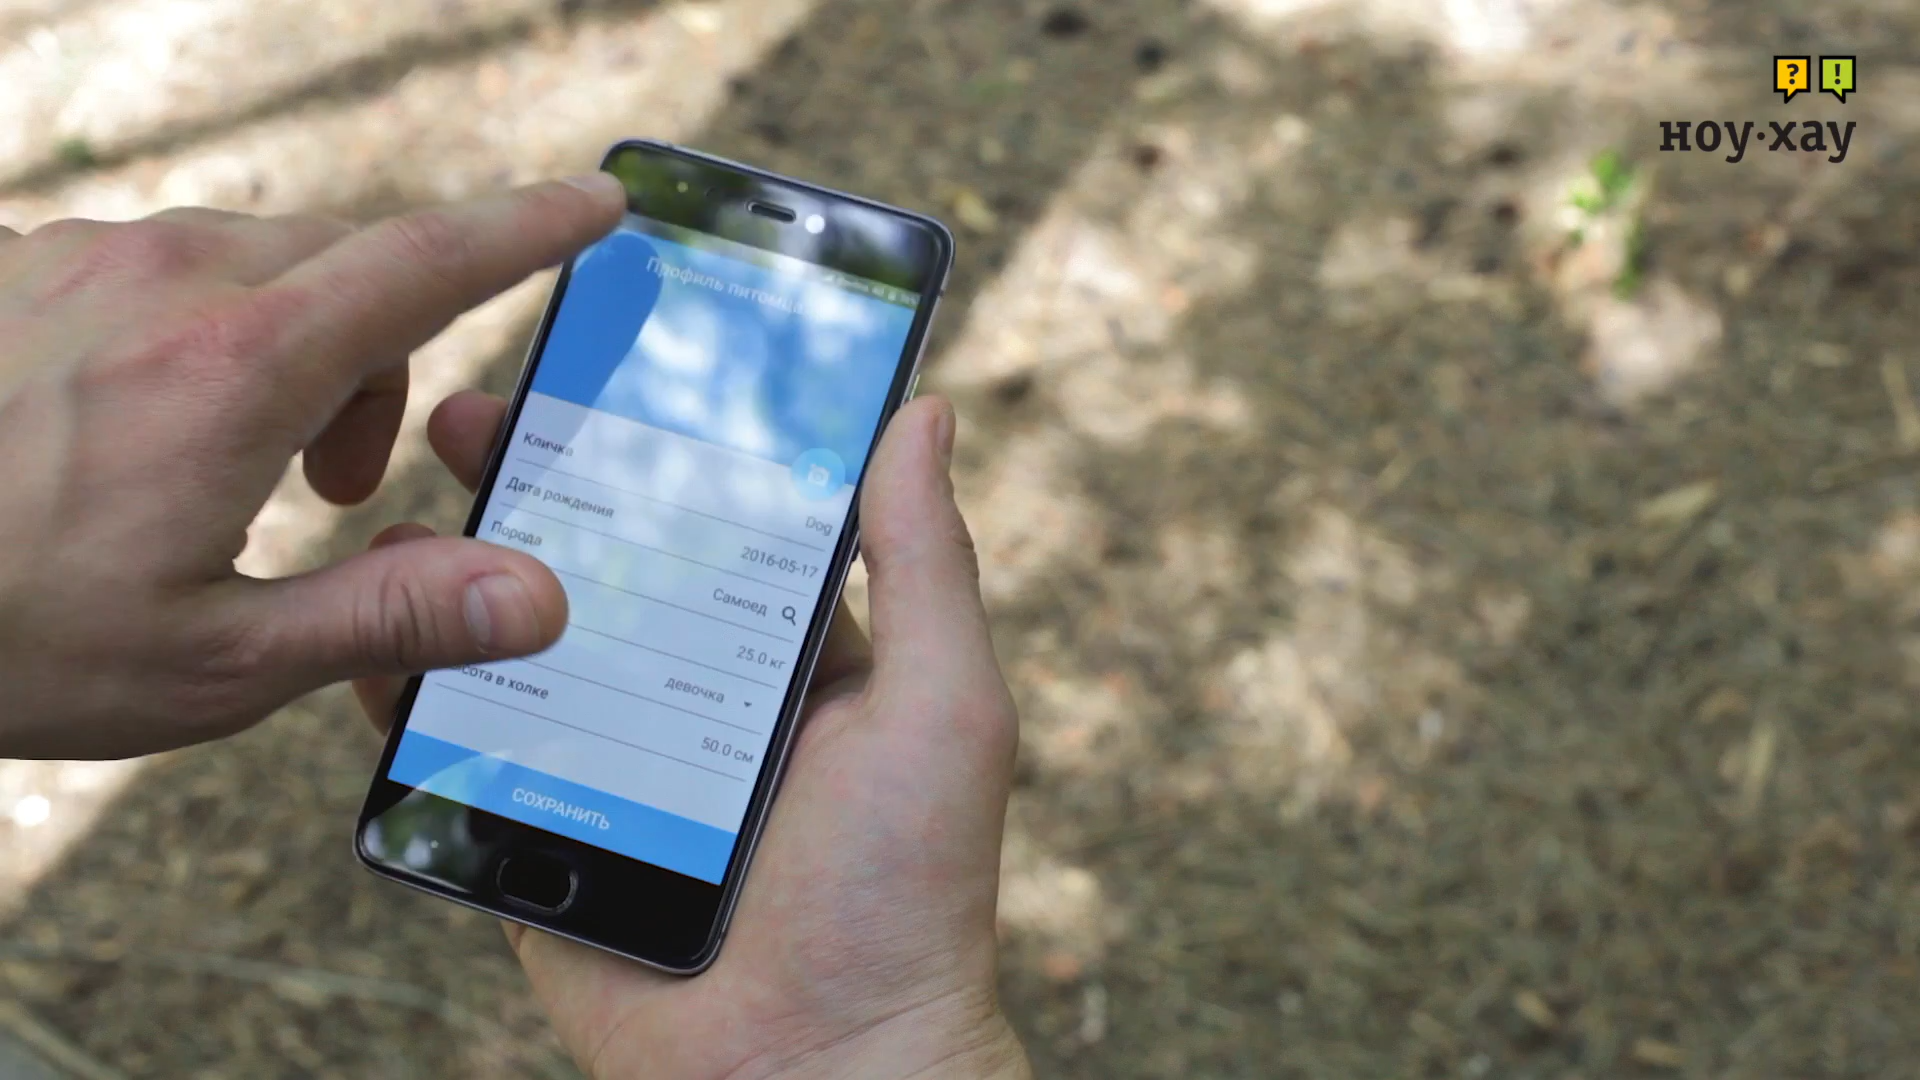 ? !
ноу·хау
Профиль питомца
Кличка
Dog
Дата рождения
2016-05-17
Порода
Самоед
25.0 кг
девочка
сота в холке
50.0 см
СОХРАНИТЬ